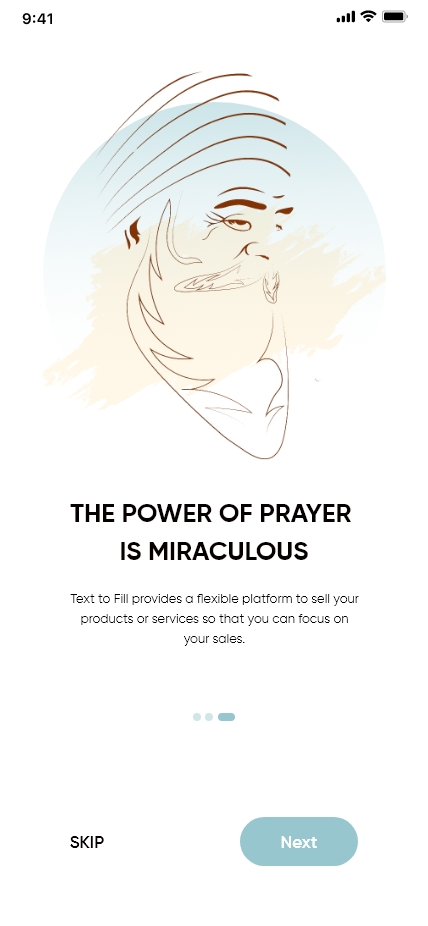 9:41
THE POWER OF PRAYER
IS MIRACULOUS
Text to Fill provides a flexible platform to sell your
products or services so that you can focus on
your sales.
SKIP
Next